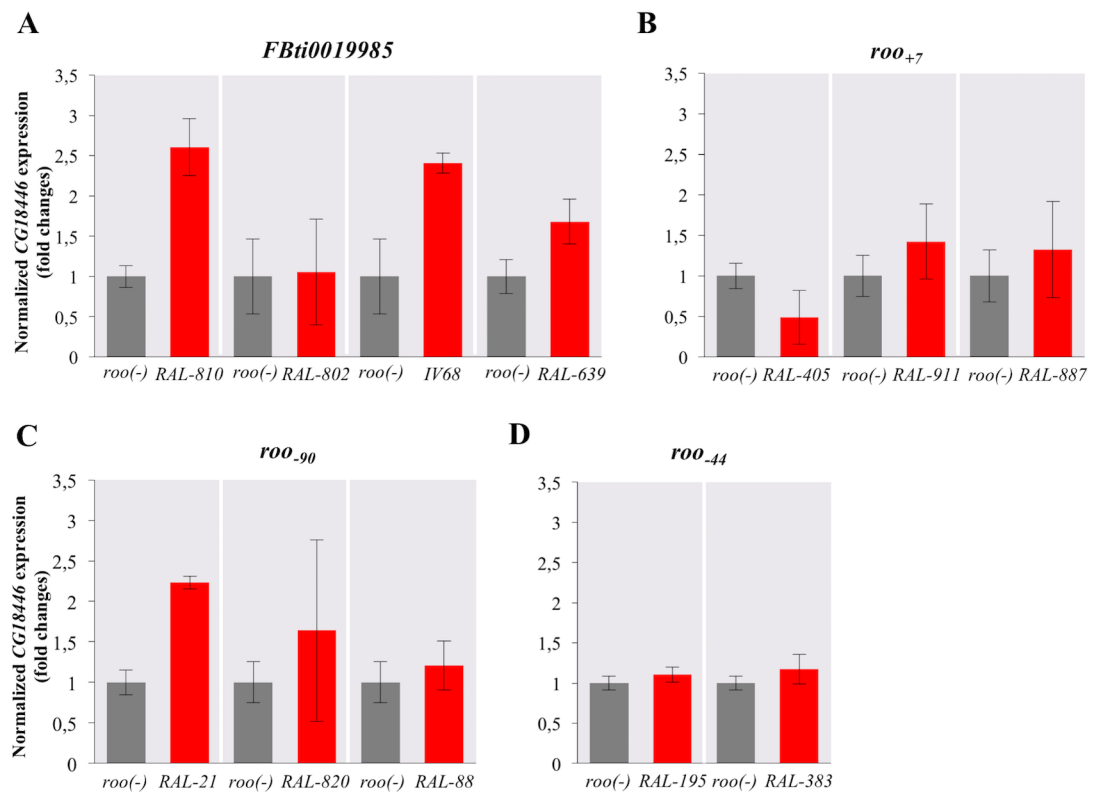 A
FBti0019985
Normalized CG18446 expression
(fold changes)
3,5
3
2,5
2
1,5
1
0,5
0
roo(-) RAL-810 roo(-) RAL-802 roo(-) IV68 roo(-) RAL-639
B
roo+7
3,5
3
2,5
2
1,5
1
0,5
0
roo(-) RAL-405 roo(-) RAL-911 roo(-) RAL-887
C
roo-90
Normalized CG18446 expression
(fold changes)
3,5
3
2,5
2
1,5
1
0,5
0
roo(-) RAL-21 roo(-) RAL-820 roo(-) RAL-88
D
roo-44
3,5
3
2,5
2
1,5
1
0,5
0
roo(-) RAL-195 roo(-) RAL-383